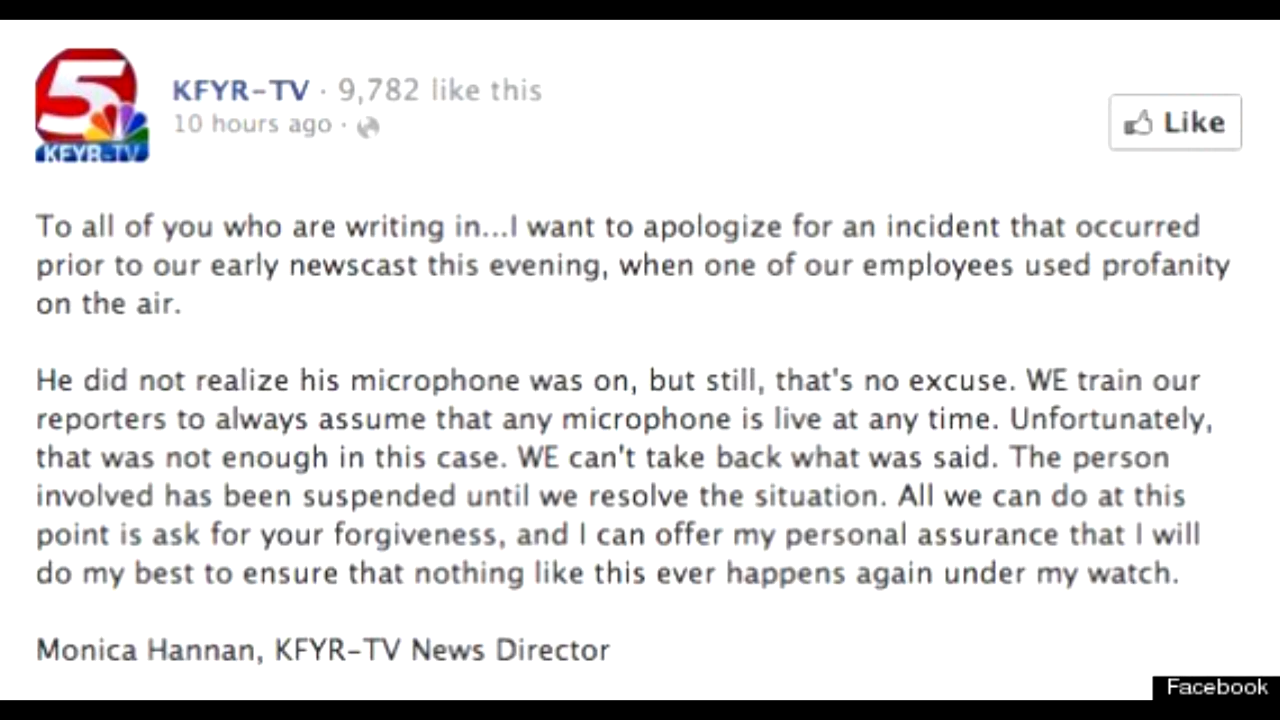 5
KFYR-TV
KFYR-TV · 9,782 like this
10 hours ago ·
Like
To all of you who are writing in...I want to apologize for an incident that occurred
prior to our early newscast this evening, when one of our employees used profanity
on the air.
He did not realize his microphone was on, but still, that's no excuse. WE train our
reporters to always assume that any microphone is live at any time. Unfortunately,
that was not enough in this case. WE can't take back what was said. The person
involved has been suspended until we resolve the situation. All we can do at this
point is ask for your forgiveness, and I can offer my personal assurance that I will
do my best to ensure that nothing like this ever happens again under my watch.
Monica Hannan, KFYR-TV News Director
Facebook